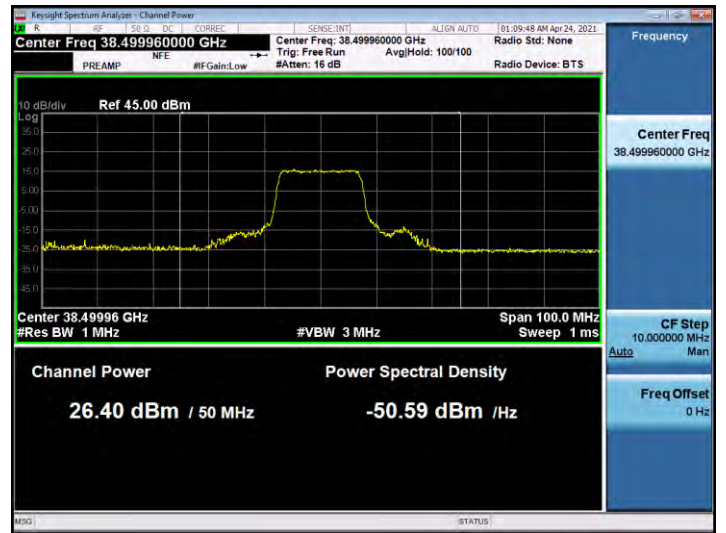 Keysight Spectrum Analyzer - Channel Power
R RF 50 Ω DC CORREC SENSE:INT ALIGN AUTO 01:09:48 AM Apr 24, 2021
Center Freq 38.499960000 GHz
NFE
PREAMP #IFGain:Low
Center Freq: 38.499960000 GHz
Trig: Free Run Avg|Hold: 100/100
#Atten: 16 dB
Radio Std: None
Radio Device: BTS
Frequency
10 dB/div Ref 45.00 dBm
Log
35.0
25.0
15.0
5.00
-5.00
-15.0
-25.0
-35.0
-45.0
Center 38.49996 GHz Span 100.0 MHz
#Res BW 1 MHz #VBW 3 MHz Sweep 1 ms
Channel Power Power Spectral Density
26.40 dBm / 50 MHz -50.59 dBm /Hz
Center Freq
38.499960000 GHz
CF Step
10.000000 MHz
Auto Man
Freq Offset
0 Hz
MSG STATUS